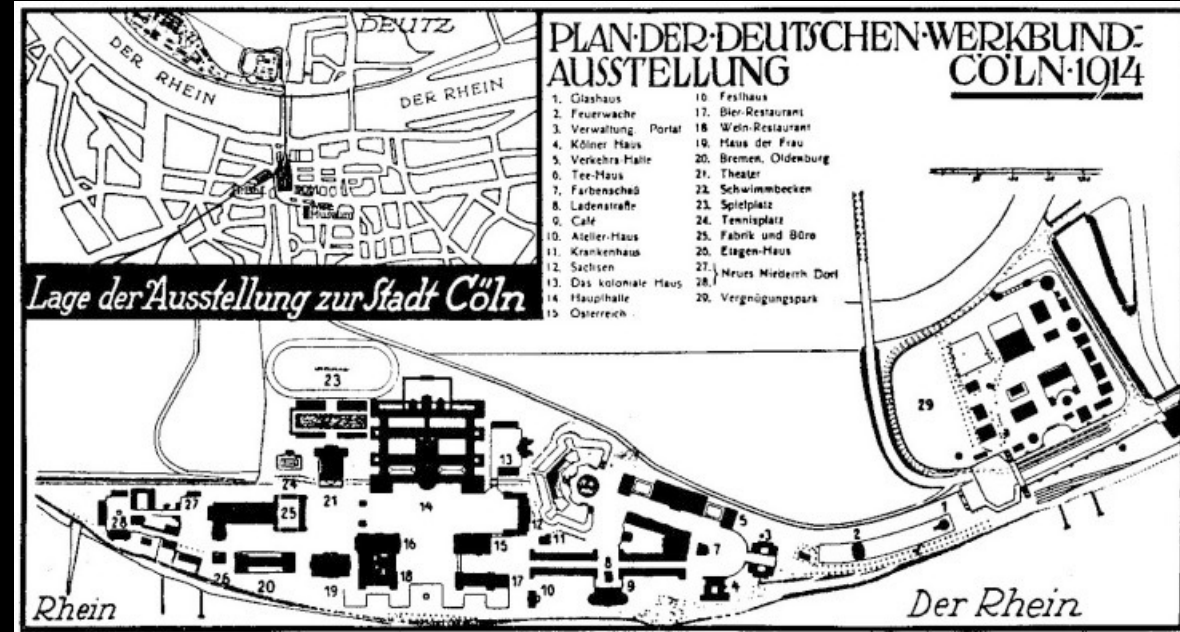 DEUTZ
DER RHEIN
DER RHEIN
DOM
Museum
Lage der Ausstellung zur Stadt Cöln
PLAN·DER·DEUTSCHEN·WERKBUND=
AUSSTELLUNG CÖLN·1914
1. Glashaus
2. Feuerwache
3. Verwaltung. Portal
4. Kölner Haus
5. Verkehrs-Halle
6. Tee-Haus
7. Farbenschaß
8. Ladenstraße
9. Café
10. Atelier-Haus
11. Krankenhaus
12. Sachsen
13. Das koloniale Haus
14 Haupthalle
15 Österreich
16. Festhaus
17. Bier-Restaurant
18 Wein-Restaurant
19. Haus der Frau
20. Bremen, Oldenburg
21. Theater
22. Schwimmbecken
23. Spielplatz
24. Tennisplatz
25. Fabrik und Büro
26. Etagen-Haus
27.
28. Neues Niederrh. Dorf
29. Vergnügungspark
23
29
13
24
21
14
28
27
25
12
11
5
3
2
1
16
15
7
26
20
19
18
17
10
8
9
4
Rhein
Der Rhein